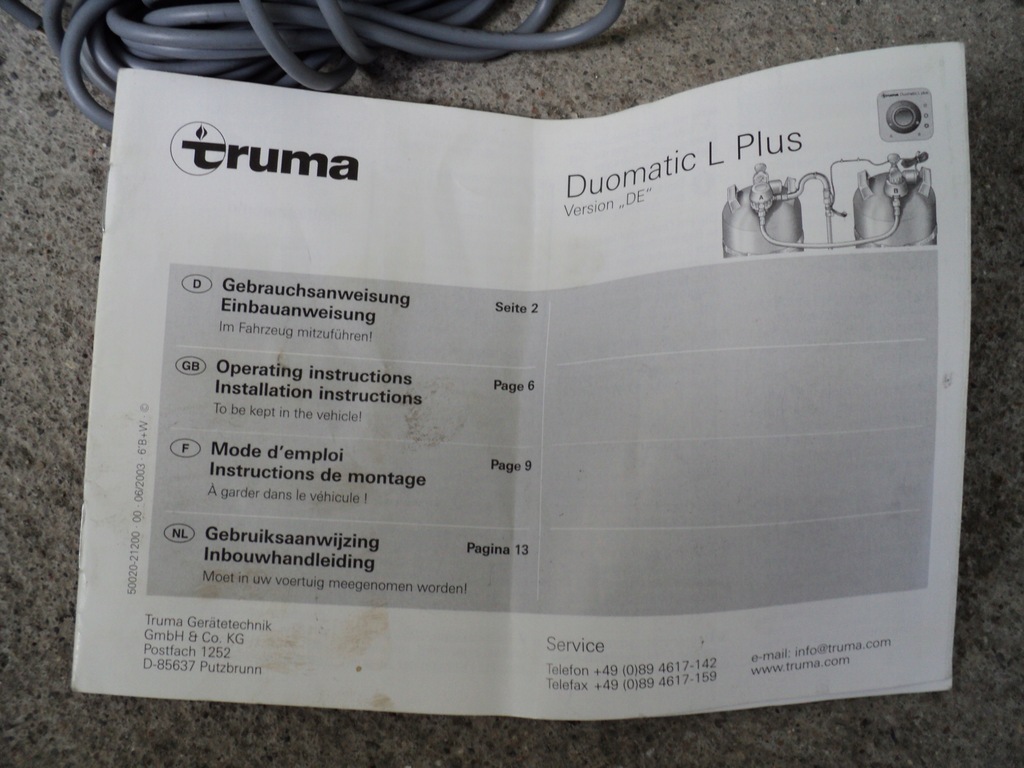 truma
Duomatic L Plus
Version „DE"
D
Gebrauchsanweisung
Einbauanweisung
Seite 2
Im Fahrzeug mitzuführen!
GB
Operating instructions
Installation instructions
Page 6
To be kept in the vehicle!
F
Mode d'emploi
Instructions de montage
Page 9
À garder dans le véhicule !
NL
Gebruiksaanwijzing
Inbouwhandleiding
Pagina 13
Moet in uw voertuig meegenomen worden!
50020-21200 · 00 · 06/2003 · 6'B+W · ©
Truma Gerätetechnik
GmbH & Co. KG
Postfach 1252
D-85637 Putzbrunn
Service
Telefon +49 (0)89 4617-142
Telefax +49 (0)89 4617-159
e-mail: info@truma.com
www.truma.com